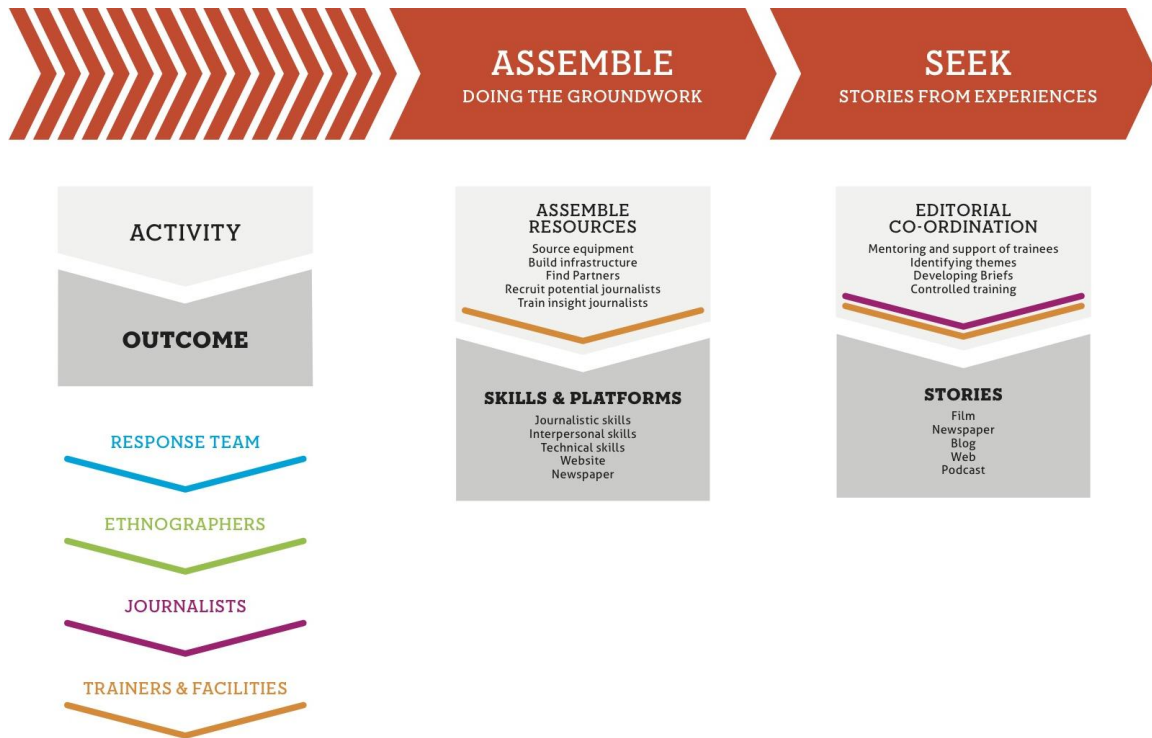 ASSEMBLE
DOING THE GROUNDWORK
SEEK
STORIES FROM EXPERIENCES
ACTIVITY
OUTCOME
RESPONSE TEAM
ETHNOGRAPHERS
JOURNALISTS
TRAINERS & FACILITIES
ASSEMBLE
RESOURCES
Source equipment
Build infrastructure
Find Partners
Recruit potential journalists
Train insight journalists
SKILLS & PLATFORMS
Journalistic skills
Interpersonal skills
Technical skills
Website
Newspaper
EDITORIAL
CO-ORDINATION
Mentoring and support of trainees
Identifying themes
Developing Briefs
Controlled training
STORIES
Film
Newspaper
Blog
Web
Podcast